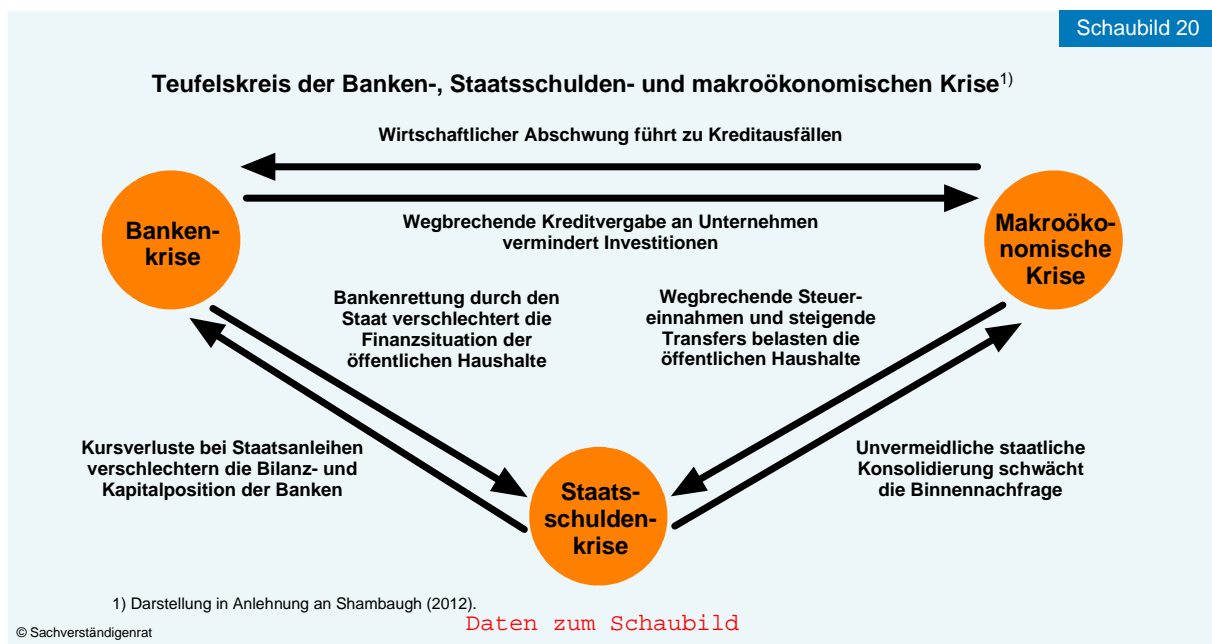 Schaubild 20
Teufelskreis der Banken-, Staatsschulden- und makroökonomischen Krise1)
Wirtschaftlicher Abschwung führt zu Kreditausfällen
Wegbrechende Kreditvergabe an Unternehmen
vermindert Investitionen
Banken-
krise
Makroöko-
nomische
Krise
Bankenrettung durch den
Staat verschlechtert die
Finanzsituation der
öffentlichen Haushalte
Wegbrechende Steuer-
einnahmen und steigende
Transfers belasten die
öffentlichen Haushalte
Kursverluste bei Staatsanleihen
verschlechtern die Bilanz- und
Kapitalposition der Banken
Unvermeidliche staatliche
Konsolidierung schwächt
die Binnennachfrage
Staats-
schulden-
krise
1) Darstellung in Anlehnung an Shambaugh (2012).
Daten zum Schaubild
© Sachverständigenrat